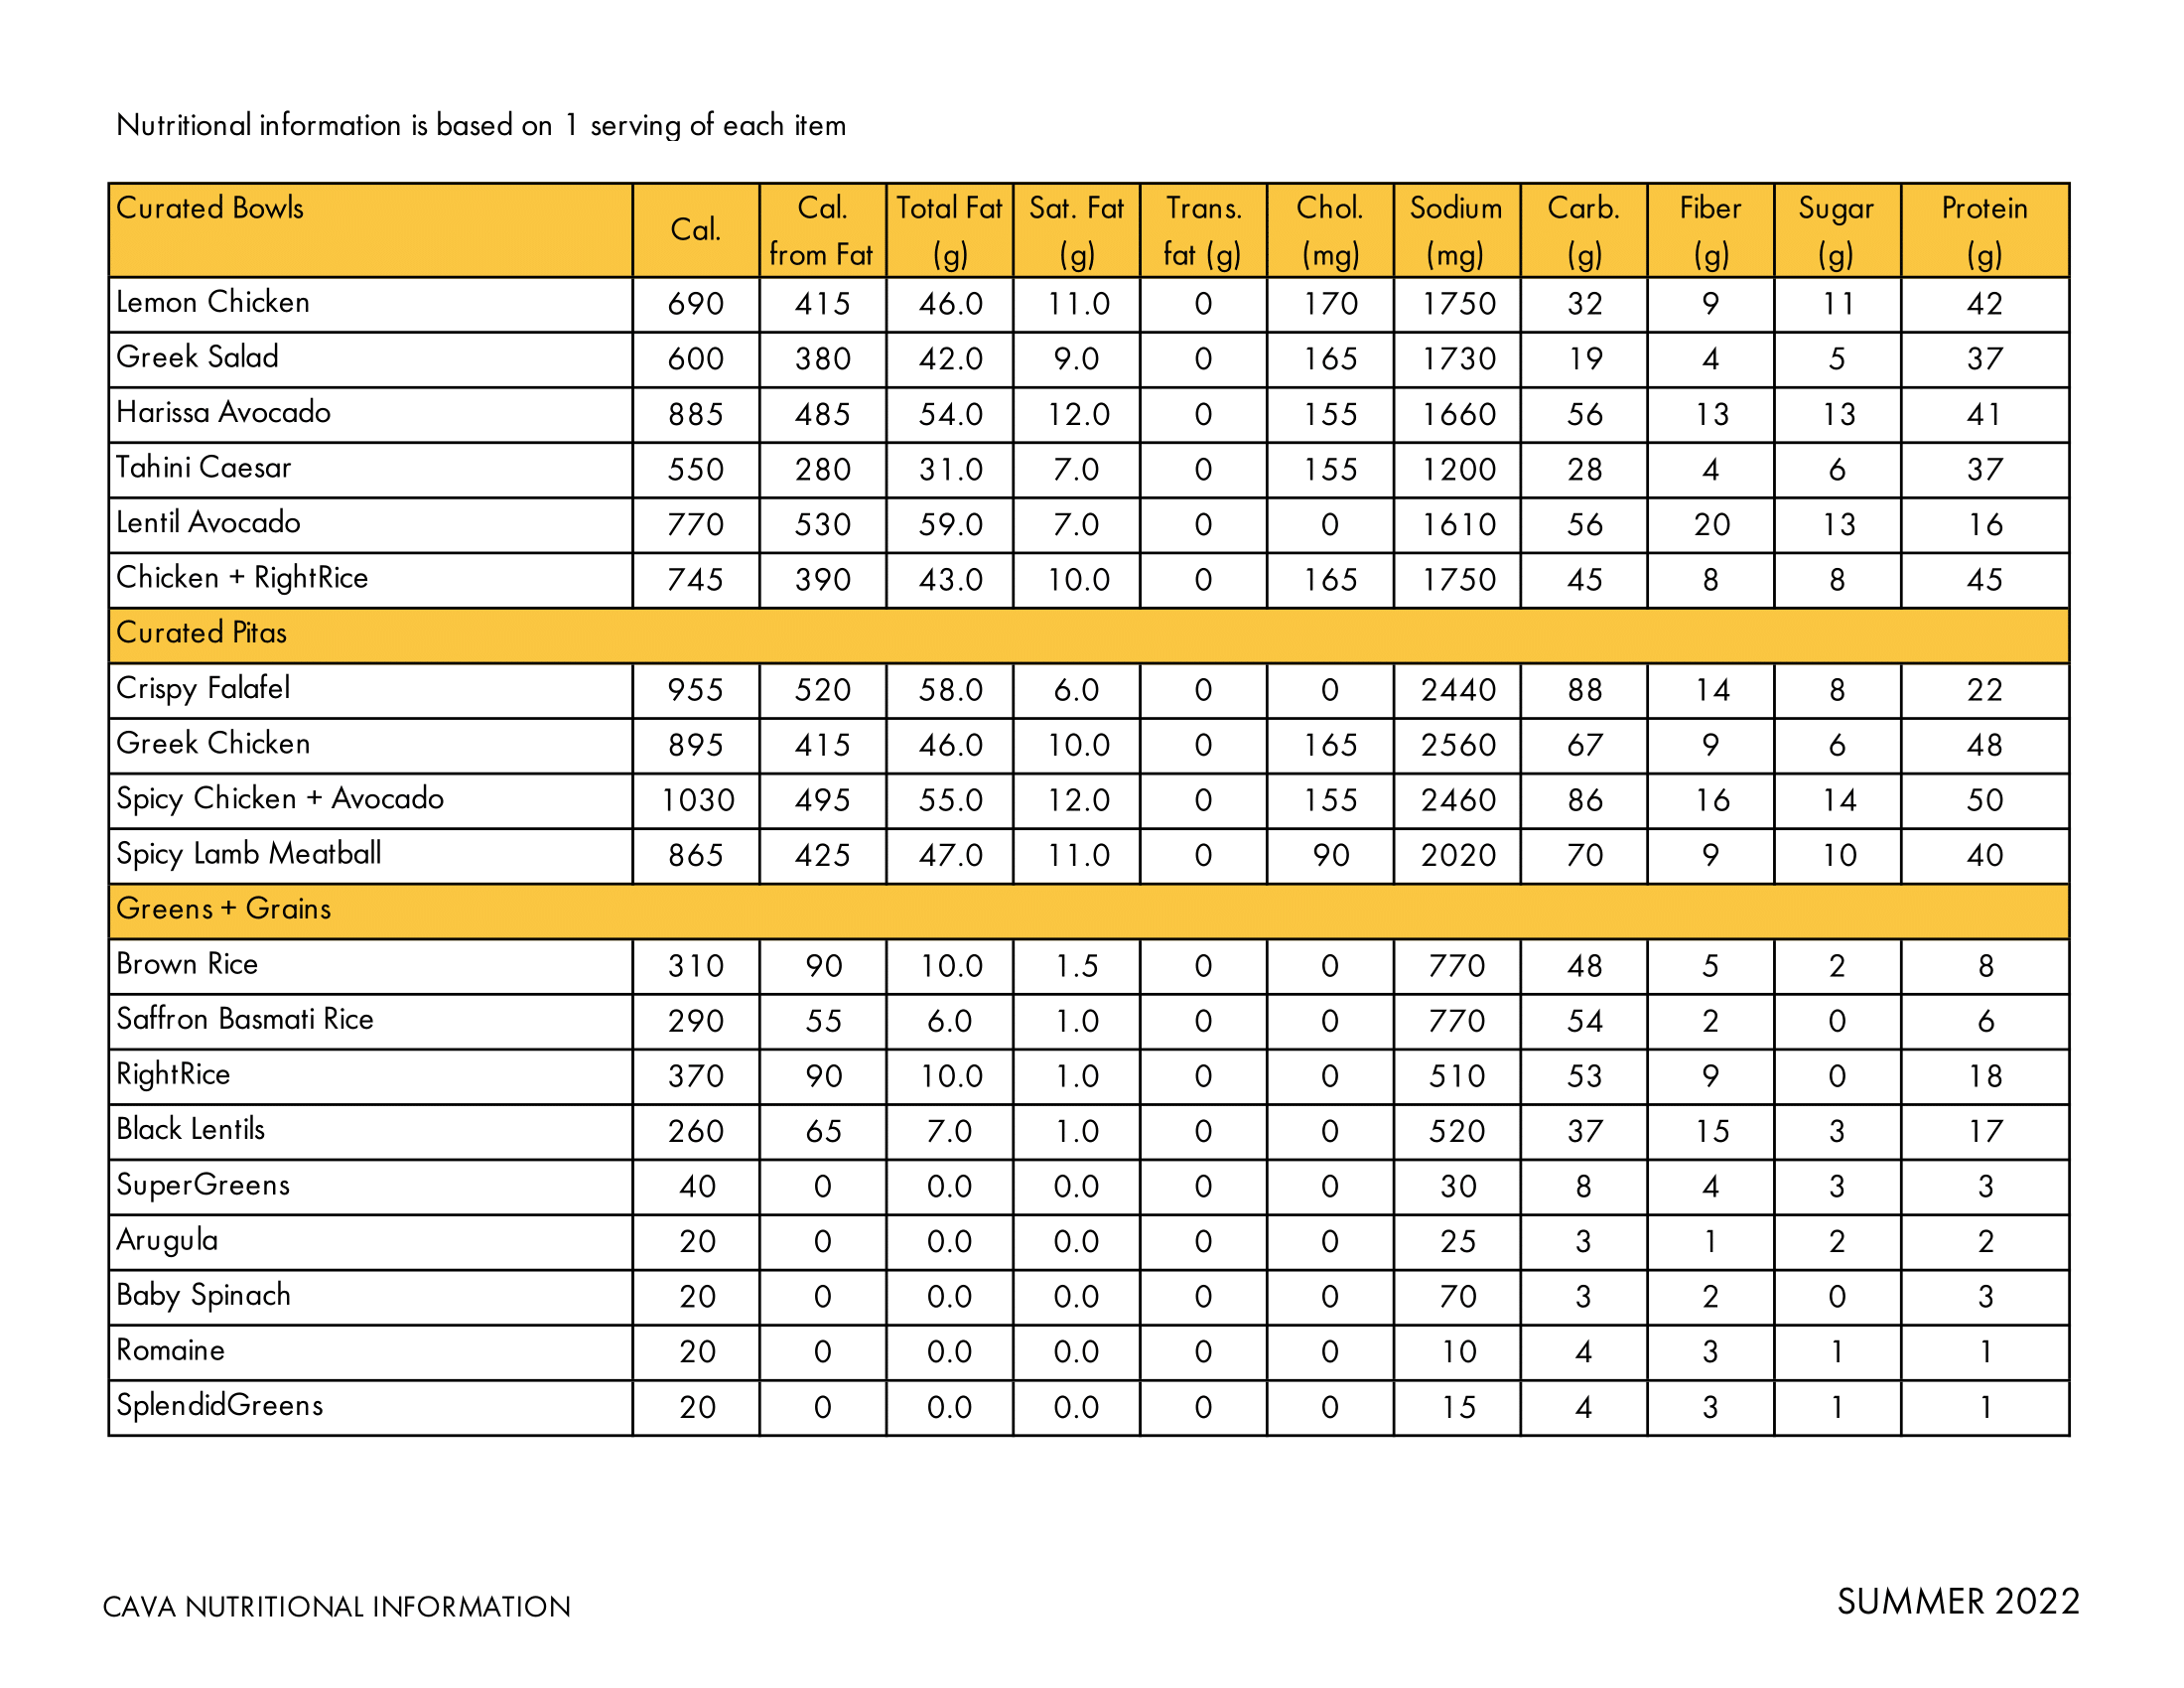 Nutritional information is based on 1 serving of each item
Curated Bowls Cal. Cal. from Fat Total Fat (g) Sat. Fat (g) Trans. fat (g) Chol. (mg) Sodium (mg) Carb. (g) Fiber (g) Sugar (g) Protein (g)
Lemon Chicken 690 415 46.0 11.0 0 170 1750 32 9 11 42
Greek Salad 600 380 42.0 9.0 0 165 1730 19 4 5 37
Harissa Avocado 885 485 54.0 12.0 0 155 1660 56 13 13 41
Tahini Caesar 550 280 31.0 7.0 0 155 1200 28 4 6 37
Lentil Avocado 770 530 59.0 7.0 0 0 1610 56 20 13 16
Chicken + RightRice 745 390 43.0 10.0 0 165 1750 45 8 8 45
Curated Pitas
Crispy Falafel 955 520 58.0 6.0 0 0 2440 88 14 8 22
Greek Chicken 895 415 46.0 10.0 0 165 2560 67 9 6 48
Spicy Chicken + Avocado 1030 495 55.0 12.0 0 155 2460 86 16 14 50
Spicy Lamb Meatball 865 425 47.0 11.0 0 90 2020 70 9 10 40
Greens + Grains
Brown Rice 310 90 10.0 1.5 0 0 770 48 5 2 8
Saffron Basmati Rice 290 55 6.0 1.0 0 0 770 54 2 0 6
RightRice 370 90 10.0 1.0 0 0 510 53 9 0 18
Black Lentils 260 65 7.0 1.0 0 0 520 37 15 3 17
SuperGreens 40 0 0.0 0.0 0 0 30 8 4 3 3
Arugula 20 0 0.0 0.0 0 0 25 3 1 2 2
Baby Spinach 20 0 0.0 0.0 0 0 70 3 2 0 3
Romaine 20 0 0.0 0.0 0 0 10 4 3 1 1
SplendidGreens 20 0 0.0 0.0 0 0 15 4 3 1 1
CAVA NUTRITIONAL INFORMATION
SUMMER 2022